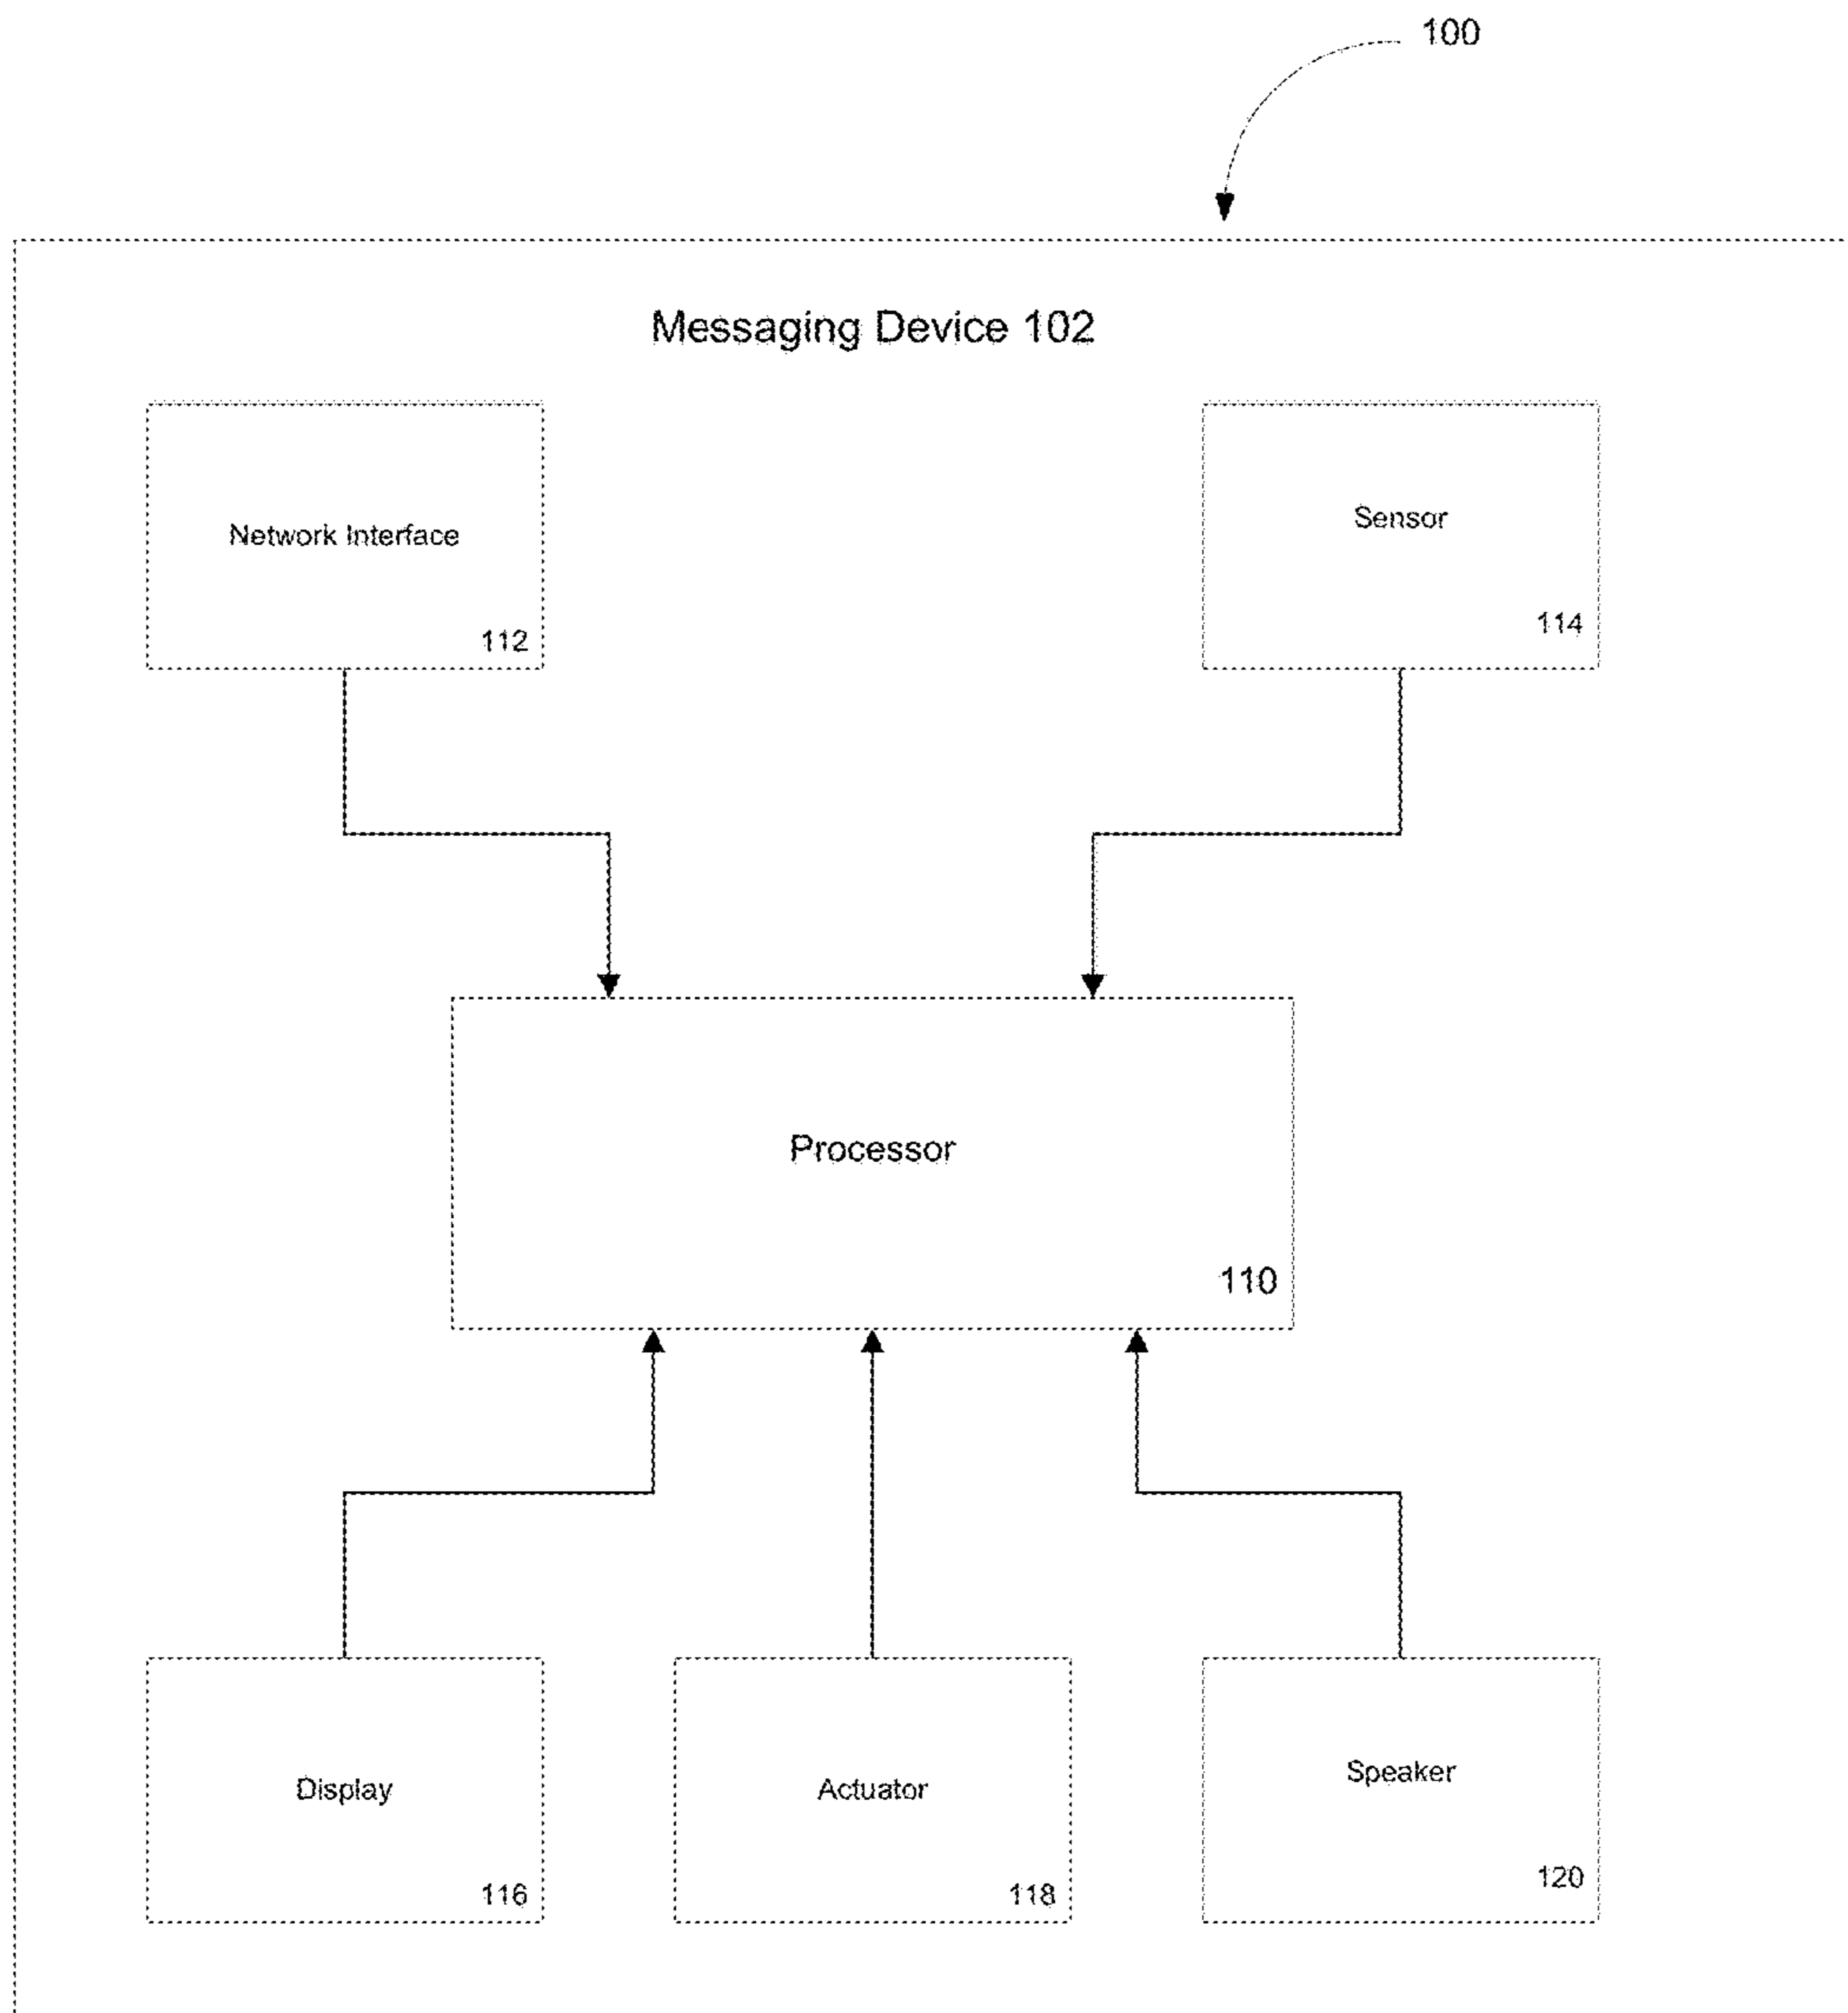 100
Messaging Device 102
Network Interface
112
Sensor
114
Processor
110
Display
116
Actuator
118
Speaker
120